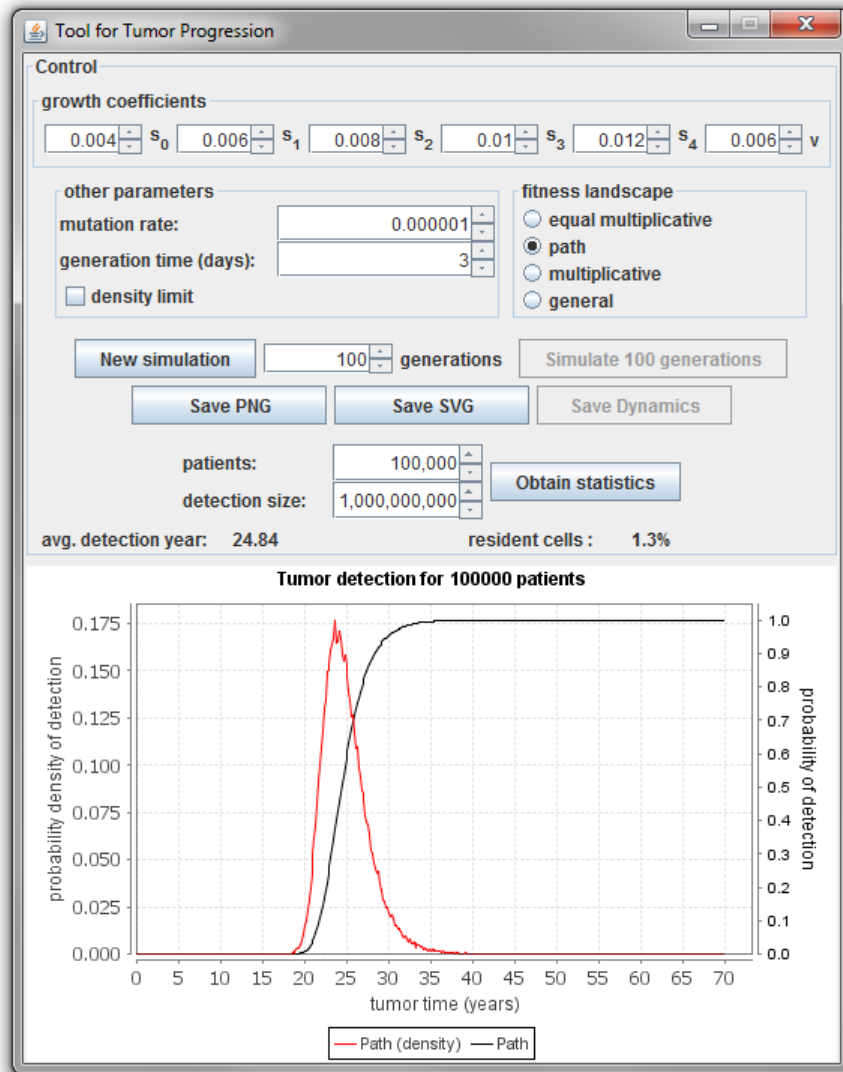 Tool for Tumor Progression
Control
growth coefficients
0.004 s0 0.006 s1 0.008 s2 0.01 s3 0.012 s4 0.006 v
other parameters
mutation rate: 0.000001
generation time (days): 3
density limit
fitness landscape
equal multiplicative
path
multiplicative
general
New simulation 100 generations Simulate 100 generations
Save PNG Save SVG Save Dynamics
patients: 100,000
detection size: 1,000,000,000
Obtain statistics
avg. detection year: 24.84 resident cells : 1.3%
Tumor detection for 100000 patients
probability density of detection
0.175
0.150
0.125
0.100
0.075
0.050
0.025
0.000
1.0
0.9
0.8
0.7
0.6
0.5
0.4
0.3
0.2
0.1
0.0
probability of detection
0 5 10 15 20 25 30 35 40 45 50 55 60 65 70
tumor time (years)
Path (density) Path